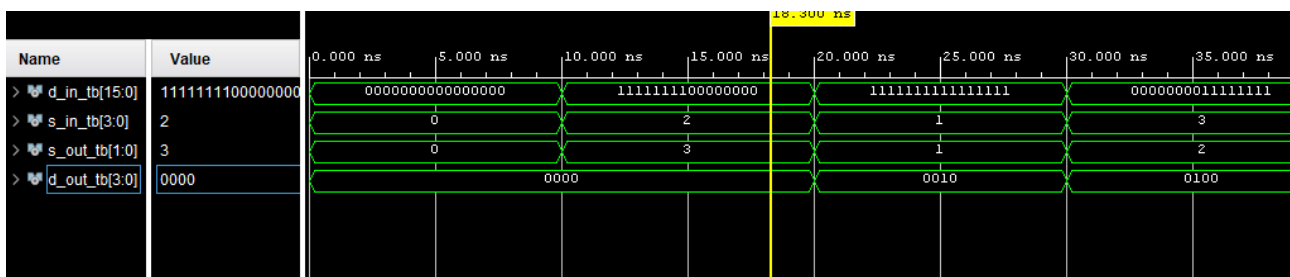 18.300 ns
Name Value 0.000 ns 5.000 ns 10.000 ns 15.000 ns 20.000 ns 25.000 ns 30.000 ns 35.000 ns
d_in_tb[15:0] 1111111100000000 0000000000000000 1111111100000000 1111111111111111 0000000011111111
s_in_tb[3:0] 2 0 2 1 3
s_out_tb[1:0] 3 0 3 1 2
d_out_tb[3:0] 0000 0000 0010 0100